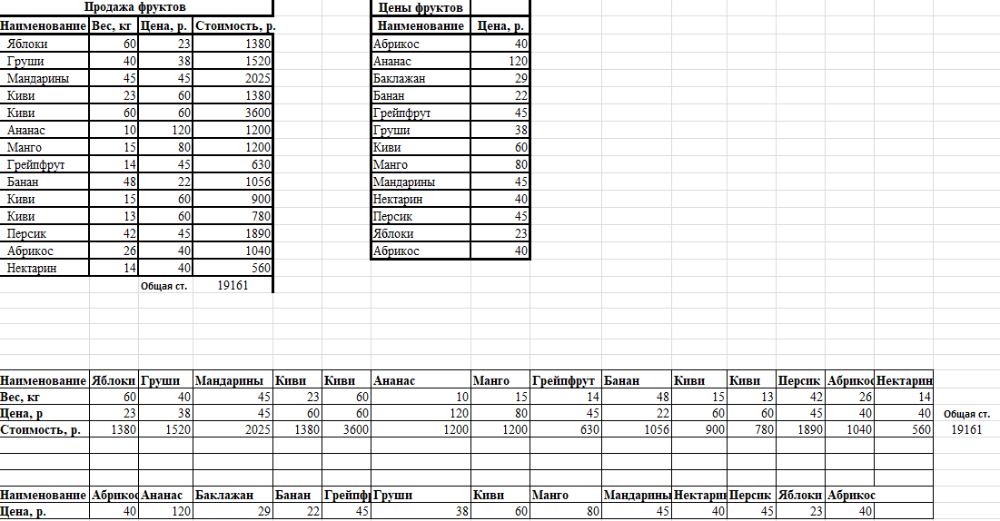 Продажа фруктов Цены фруктов
Наименование Вес, кг Цена, р. Стоимость, р. Наименование Цена, р.
Яблоки 60 23 1380 Абрикос 40
Груши 40 38 1520 Ананас 120
Мандарины 45 45 2025 Баклажан 29
Киви 23 60 1380 Банан 22
Киви 60 60 3600 Грейпфрут 45
Ананас 10 120 1200 Груши 38
Манго 15 80 1200 Киви 60
Грейпфрут 14 45 630 Манго 80
Банан 48 22 1056 Мандарины 45
Киви 15 60 900 Нектарин 40
Киви 13 60 780 Персик 45
Персик 42 45 1890 Яблоки 23
Абрикос 26 40 1040 Абрикос 40
Нектарин 14 40 560
Общая ст. 19161
Наименование Яблоки Груши Мандарины Киви Киви Ананас Манго Грейпфрут Банан Киви Киви Персик Абрикос Нектарин
Вес, кг 60 40 45 23 60 10 15 14 48 15 13 42 26 14
Цена, р 23 38 45 60 60 120 80 45 22 60 60 45 40 40 Общая ст.
Стоимость, р. 1380 1520 2025 1380 3600 1200 1200 630 1056 900 780 1890 1040 560 19161
Наименование Абрикос Ананас Баклажан Банан Грейпфр Груши Киви Манго Мандарины Нектарин Персик Яблоки Абрикос
Цена, р. 40 120 29 22 45 38 60 80 45 40 45 23 40